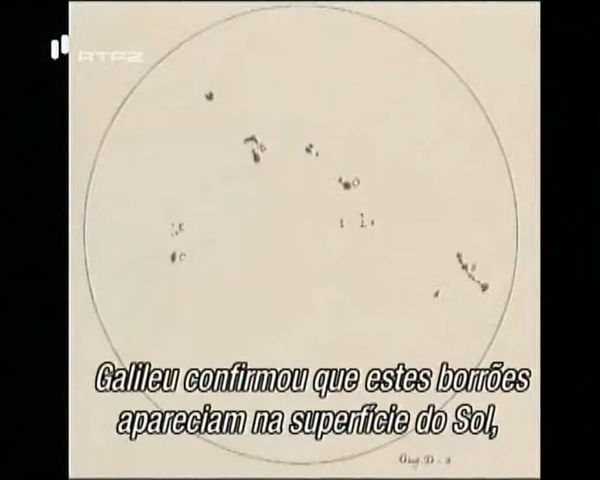 RTP2
Galileu confirmou que estes borrões
apareciam na superfície do Sol,